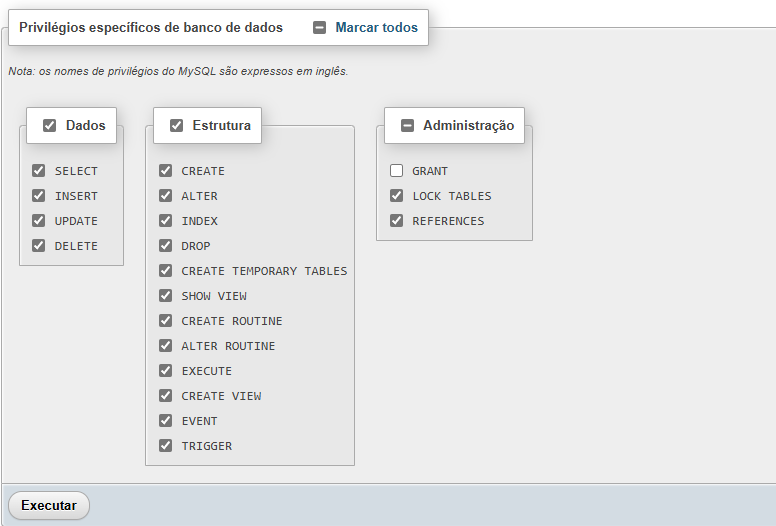 Privilégios específicos de banco de dados Marcar todos
Nota: os nomes de privilégios do MySQL são expressos em inglês.
Dados
SELECT
INSERT
UPDATE
DELETE
Estrutura
CREATE
ALTER
INDEX
DROP
CREATE TEMPORARY TABLES
SHOW VIEW
CREATE ROUTINE
ALTER ROUTINE
EXECUTE
CREATE VIEW
EVENT
TRIGGER
Administração
GRANT
LOCK TABLES
REFERENCES
Executar